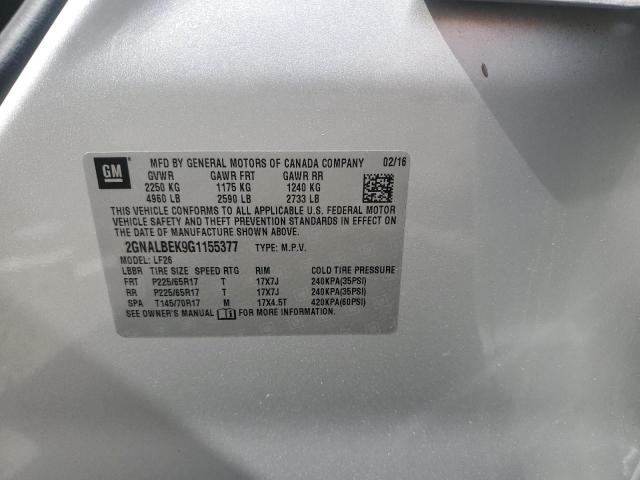 GM
MFD BY GENERAL MOTORS OF CANADA COMPANY 02/16
GVWR GAWR FRT GAWR RR
2250 KG 1175 KG 1240 KG
4960 LB 2590 LB 2733 LB
THIS VEHICLE CONFORMS TO ALL APPLICABLE U.S. FEDERAL MOTOR
VEHICLE SAFETY AND THEFT PREVENTION STANDARDS IN EFFECT
ON THE DATE OF MANUFACTURE SHOWN ABOVE.
2GNALBEK9G1155377 TYPE: M.P.V.
MODEL: LF26
LBBR TIRE SIZE SPEED RTG RIM COLD TIRE PRESSURE
FRT P225/65R17 T 17X7J 240KPA(35PSI)
RR P225/65R17 T 17X7J 240KPA(35PSI)
SPA T145/70R17 M 17X4.5T 420KPA(60PSI)
SEE OWNER'S MANUAL FOR MORE INFORMATION.